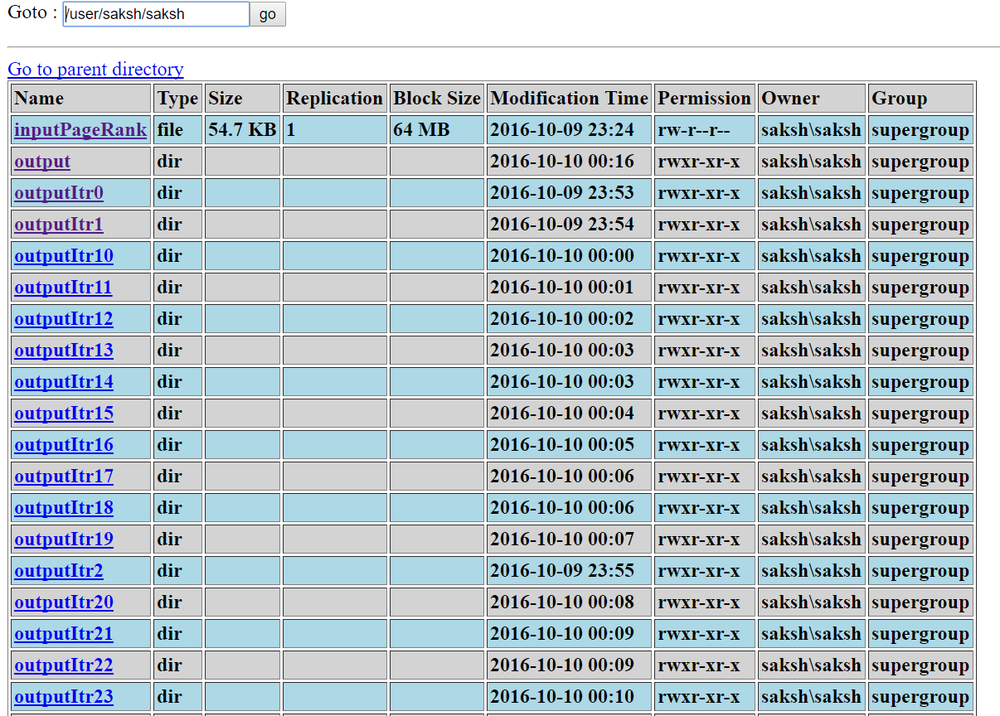 Goto : /user/saksh/saksh go
Go to parent directory
Name Type Size Replication Block Size Modification Time Permission Owner Group
inputPageRank file 54.7 KB 1 64 MB 2016-10-09 23:24 rw-r--r-- saksh\saksh supergroup
output dir 2016-10-10 00:16 rwxr-xr-x saksh\saksh supergroup
outputItr0 dir 2016-10-09 23:53 rwxr-xr-x saksh\saksh supergroup
outputItr1 dir 2016-10-09 23:54 rwxr-xr-x saksh\saksh supergroup
outputItr10 dir 2016-10-10 00:00 rwxr-xr-x saksh\saksh supergroup
outputItr11 dir 2016-10-10 00:01 rwxr-xr-x saksh\saksh supergroup
outputItr12 dir 2016-10-10 00:02 rwxr-xr-x saksh\saksh supergroup
outputItr13 dir 2016-10-10 00:03 rwxr-xr-x saksh\saksh supergroup
outputItr14 dir 2016-10-10 00:03 rwxr-xr-x saksh\saksh supergroup
outputItr15 dir 2016-10-10 00:04 rwxr-xr-x saksh\saksh supergroup
outputItr16 dir 2016-10-10 00:05 rwxr-xr-x saksh\saksh supergroup
outputItr17 dir 2016-10-10 00:06 rwxr-xr-x saksh\saksh supergroup
outputItr18 dir 2016-10-10 00:06 rwxr-xr-x saksh\saksh supergroup
outputItr19 dir 2016-10-10 00:07 rwxr-xr-x saksh\saksh supergroup
outputItr2 dir 2016-10-09 23:55 rwxr-xr-x saksh\saksh supergroup
outputItr20 dir 2016-10-10 00:08 rwxr-xr-x saksh\saksh supergroup
outputItr21 dir 2016-10-10 00:09 rwxr-xr-x saksh\saksh supergroup
outputItr22 dir 2016-10-10 00:09 rwxr-xr-x saksh\saksh supergroup
outputItr23 dir 2016-10-10 00:10 rwxr-xr-x saksh\saksh supergroup